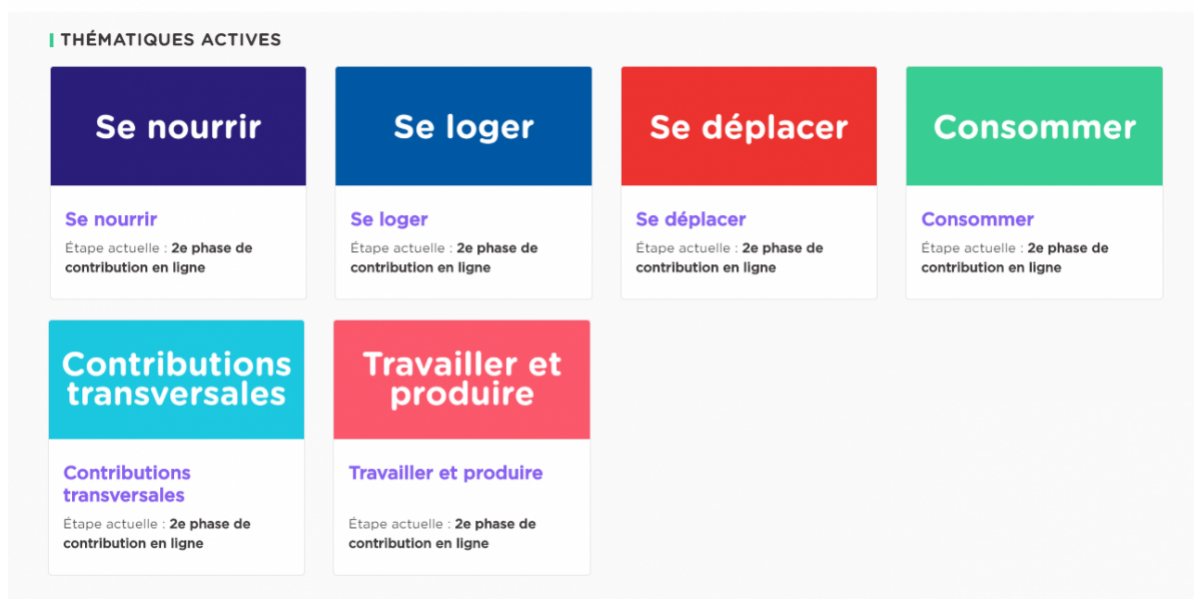 THÉMATIQUES ACTIVES
Se nourrir
Se nourrir
Étape actuelle : 2e phase de
contribution en ligne
Se loger
Se loger
Étape actuelle : 2e phase de
contribution en ligne
Se déplacer
Se déplacer
Étape actuelle : 2e phase de
contribution en ligne
Consommer
Consommer
Étape actuelle : 2e phase de
contribution en ligne
Contributions
transversales
Contributions
transversales
Étape actuelle : 2e phase de
contribution en ligne
Travailler et
produire
Travailler et produire
Étape actuelle : 2e phase de
contribution en ligne